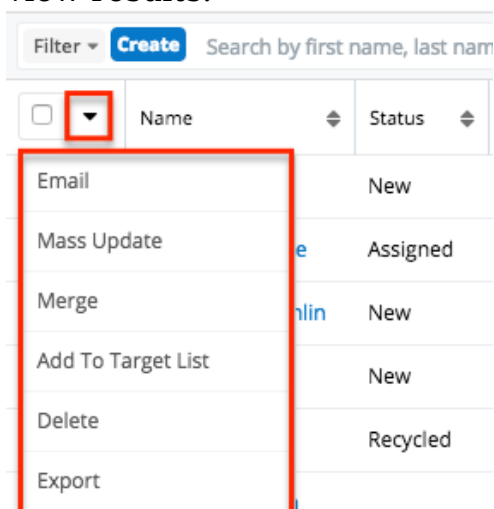 Filter Create Search by first name, last nam
Name Status
Email New
Mass Update e Assigned
Merge nlin New
Add To Target List New
Delete Recycled
Export